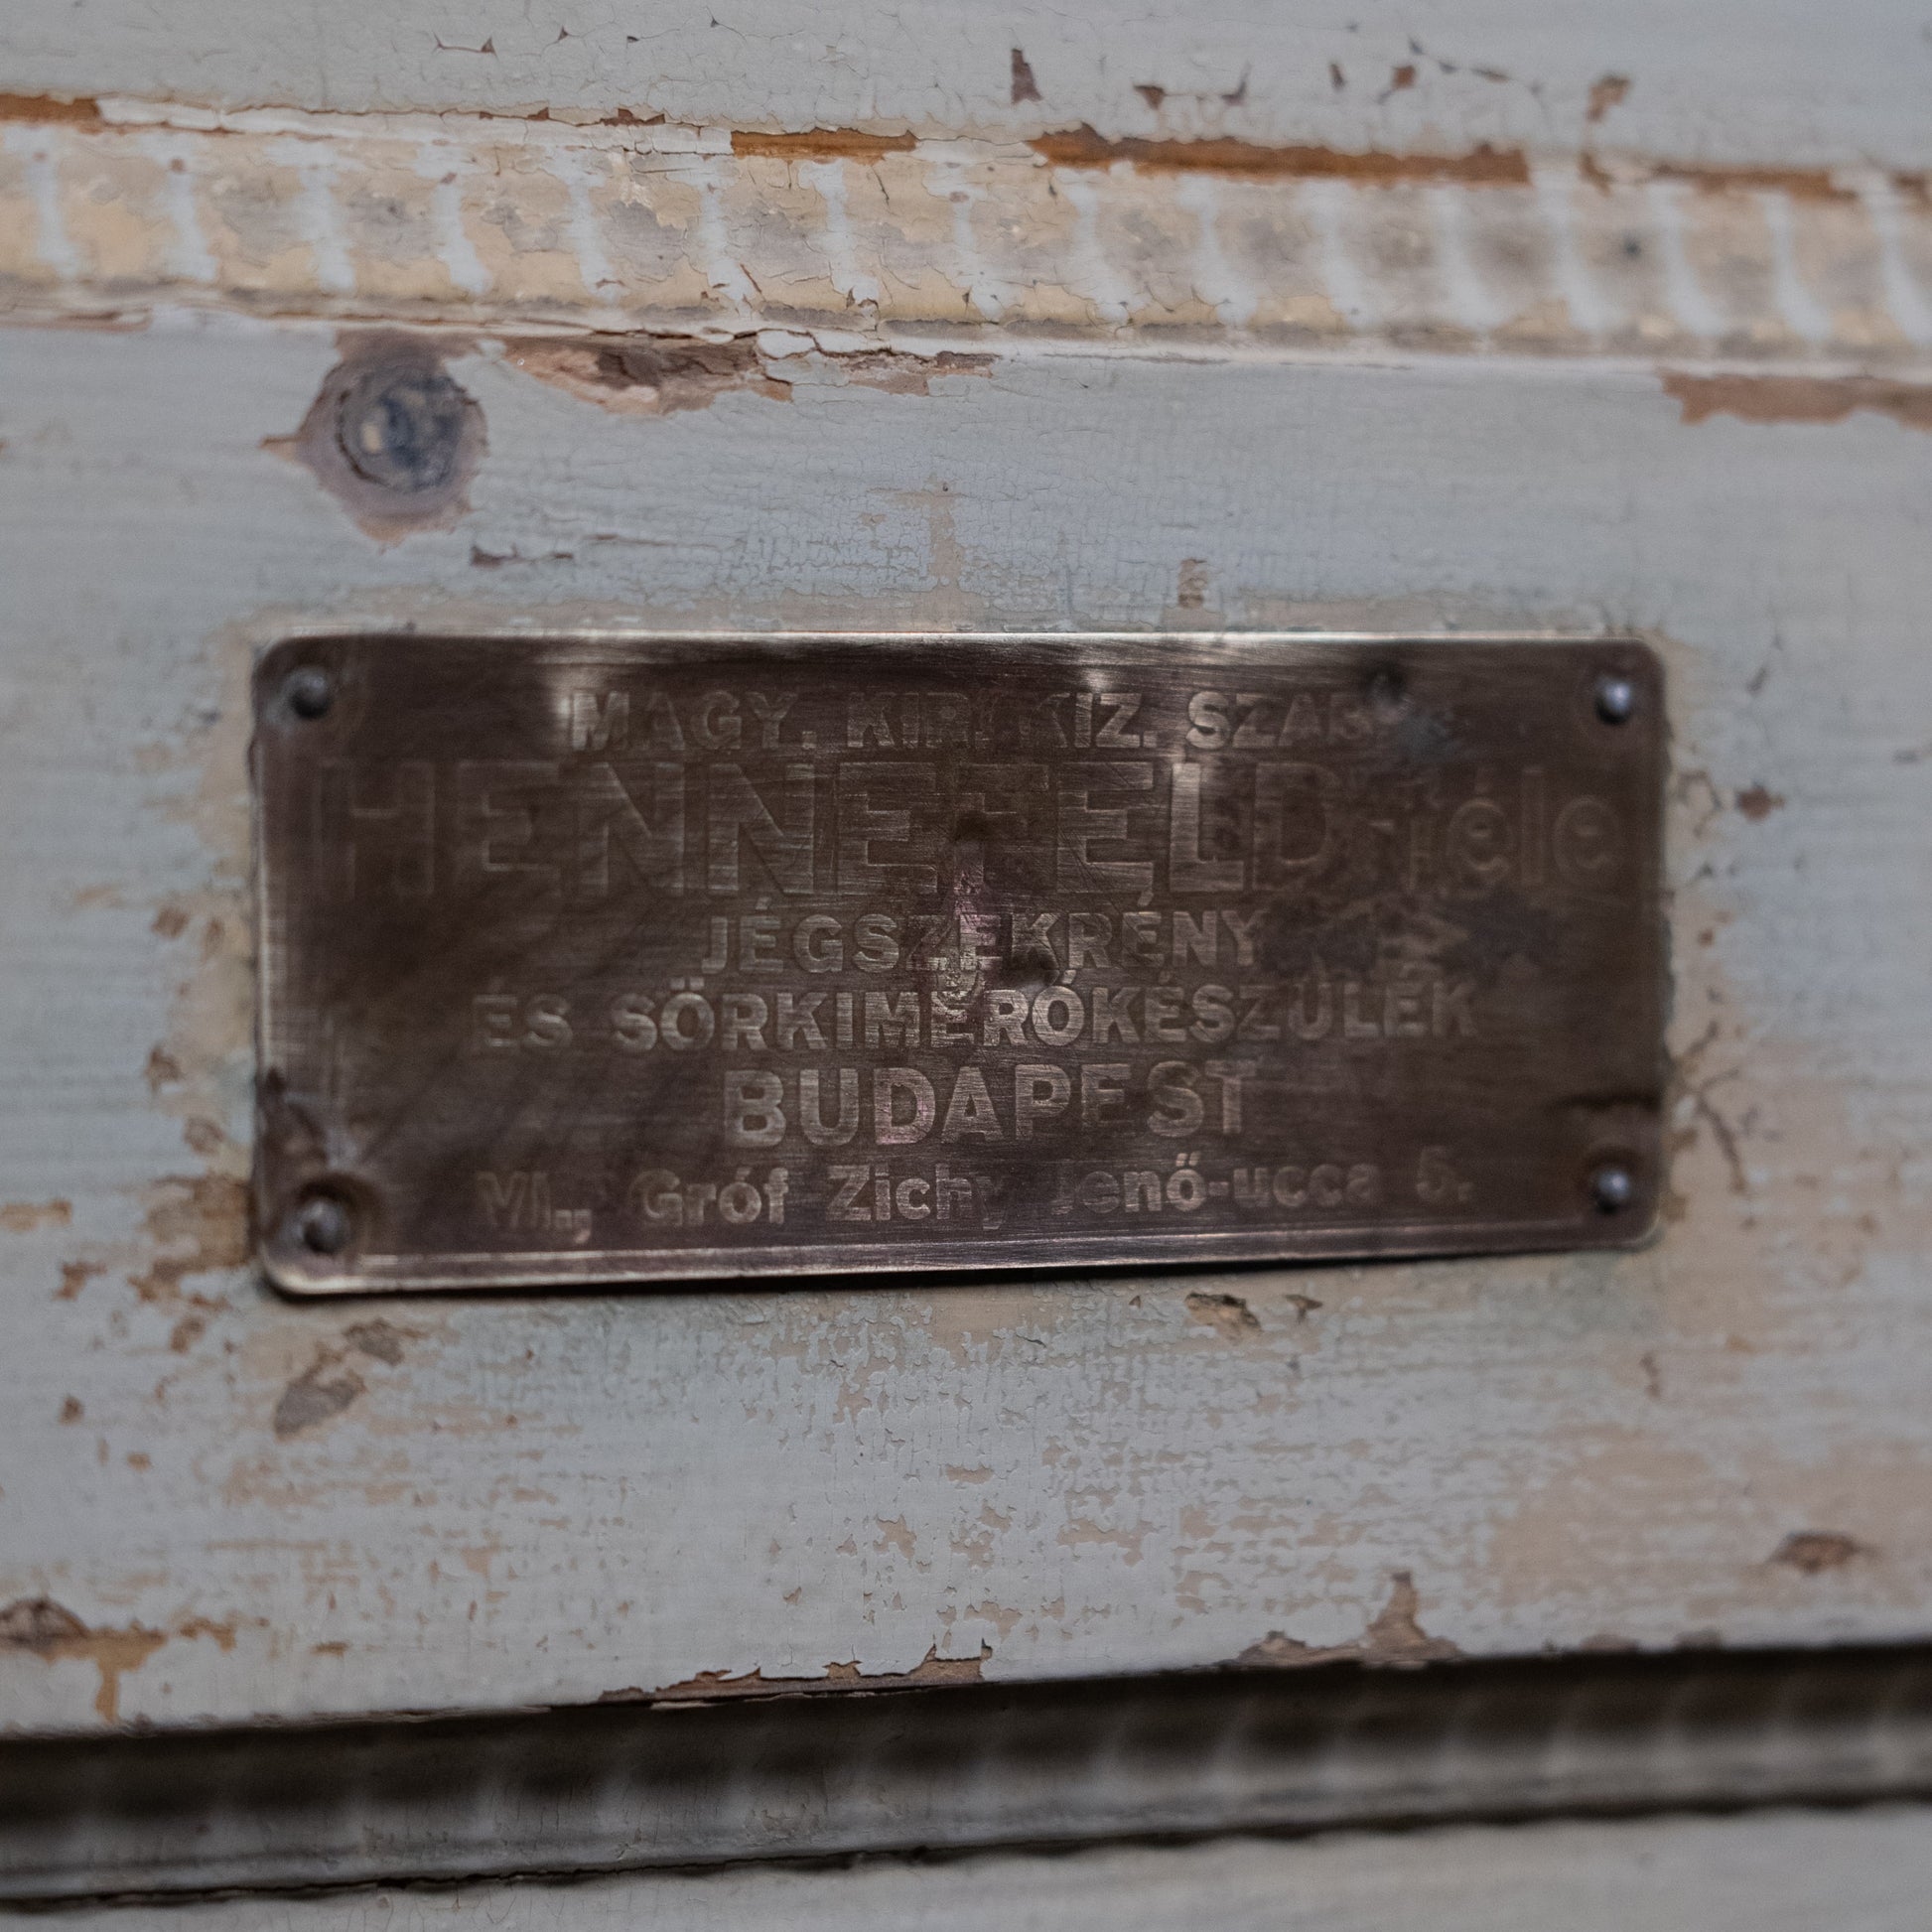 MAGY. KIR. KIZ. SZAB.
HENNEFELD-féle
JÉGSZEKRÉNY
ÉS SÖRKIMÉRŐKÉSZÜLÉK
BUDAPEST
VI., Gróf Zichy Jenő-ucca 5.